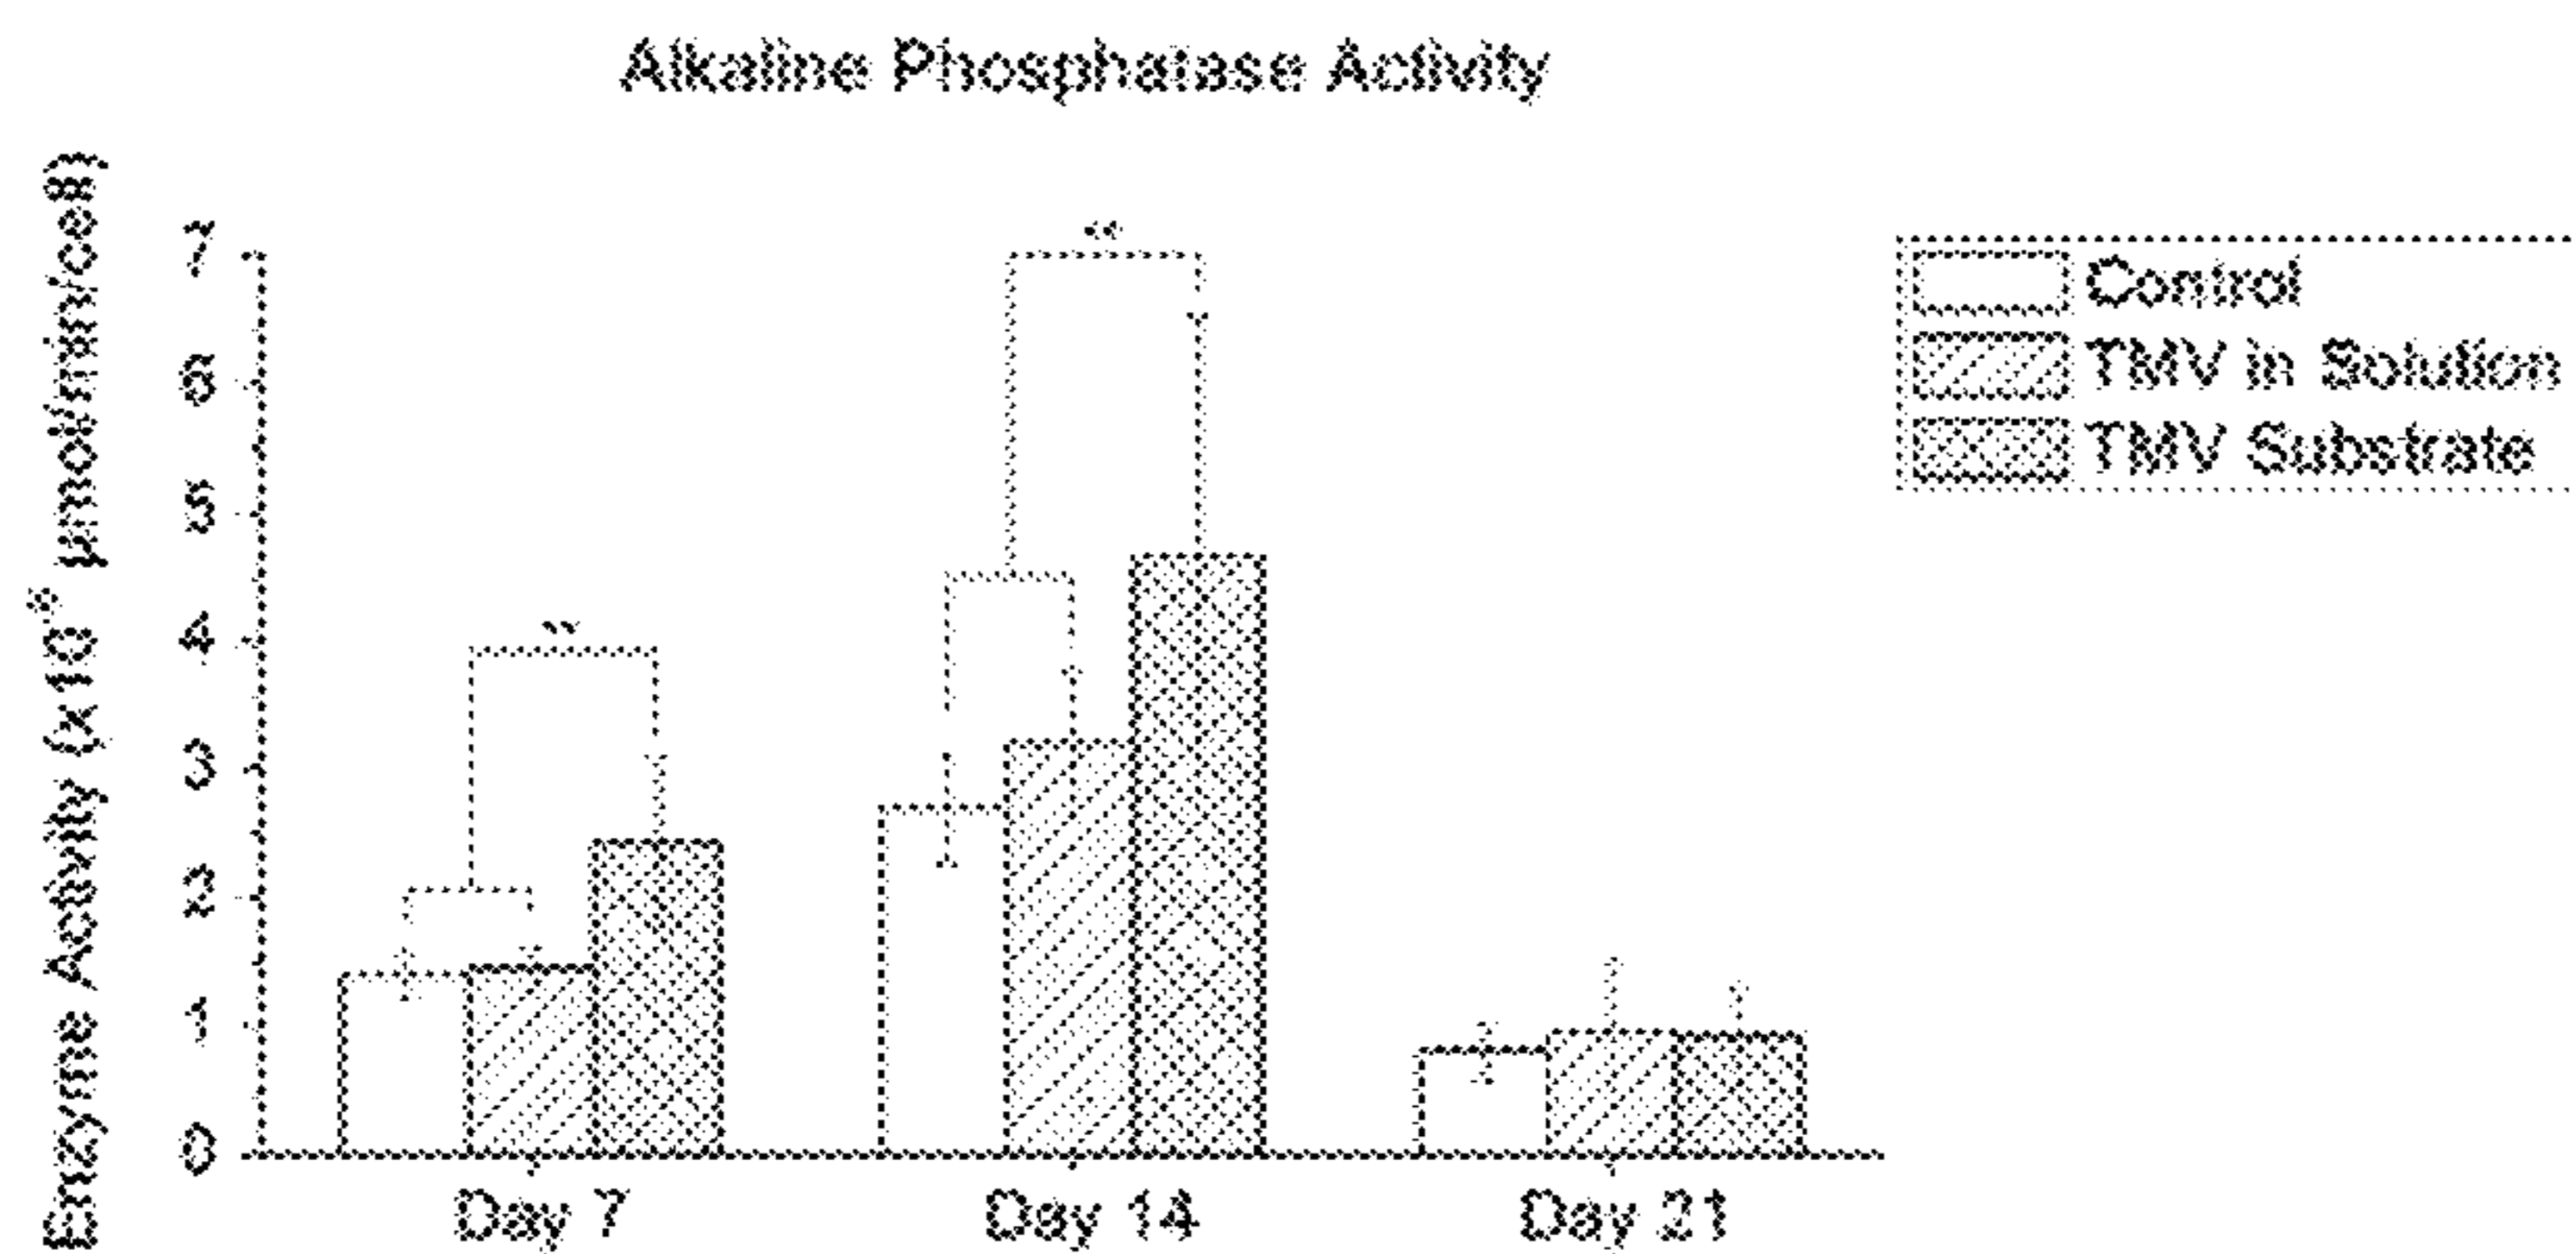 Alkaline Phosphatase Activity
Enzyme Activity (x10 µmol/min/cell)
7
6
5
4
3
2
1
0
Day 7
Day 14
Day 21
Control
TMV in Solution
TMV Substrate